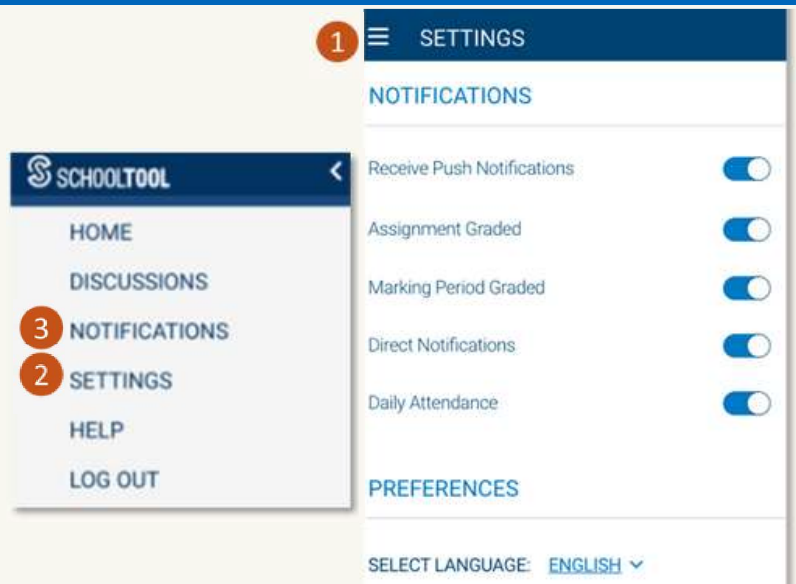 SCHOOLTOOL
HOME
DISCUSSIONS
3 NOTIFICATIONS
2 SETTINGS
HELP
LOG OUT
1 SETTINGS
NOTIFICATIONS
Receive Push Notifications
Assignment Graded
Marking Period Graded
Direct Notifications
Daily Attendance
PREFERENCES
SELECT LANGUAGE: ENGLISH